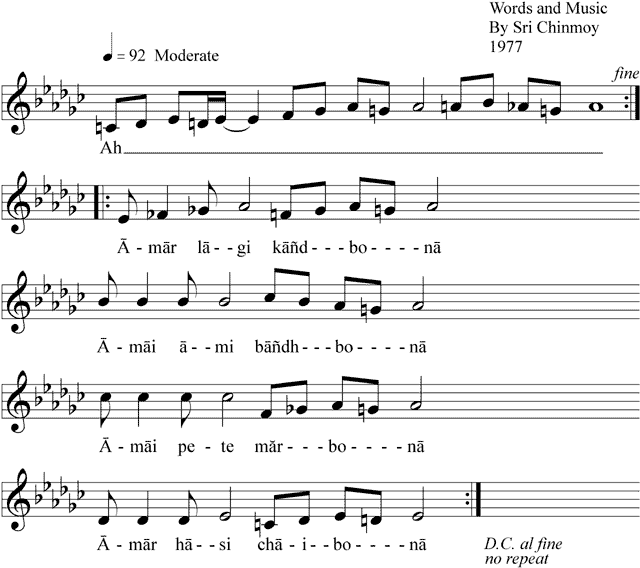 Words and Music
By Sri Chinmoy
1977
= 92 Moderate
fine
Ah
Ā - mār lā - - gi kāñd - - - bo - - - - nā
Ā - māi ā - - mi bāñdh - - - bo - - - - nā
Ā - māi pe - - te măr - - - - bo - - - - - nā
Ā - mār hā - - si chā - - i - - bo - - - - nā
D.C. al fine
no repeat